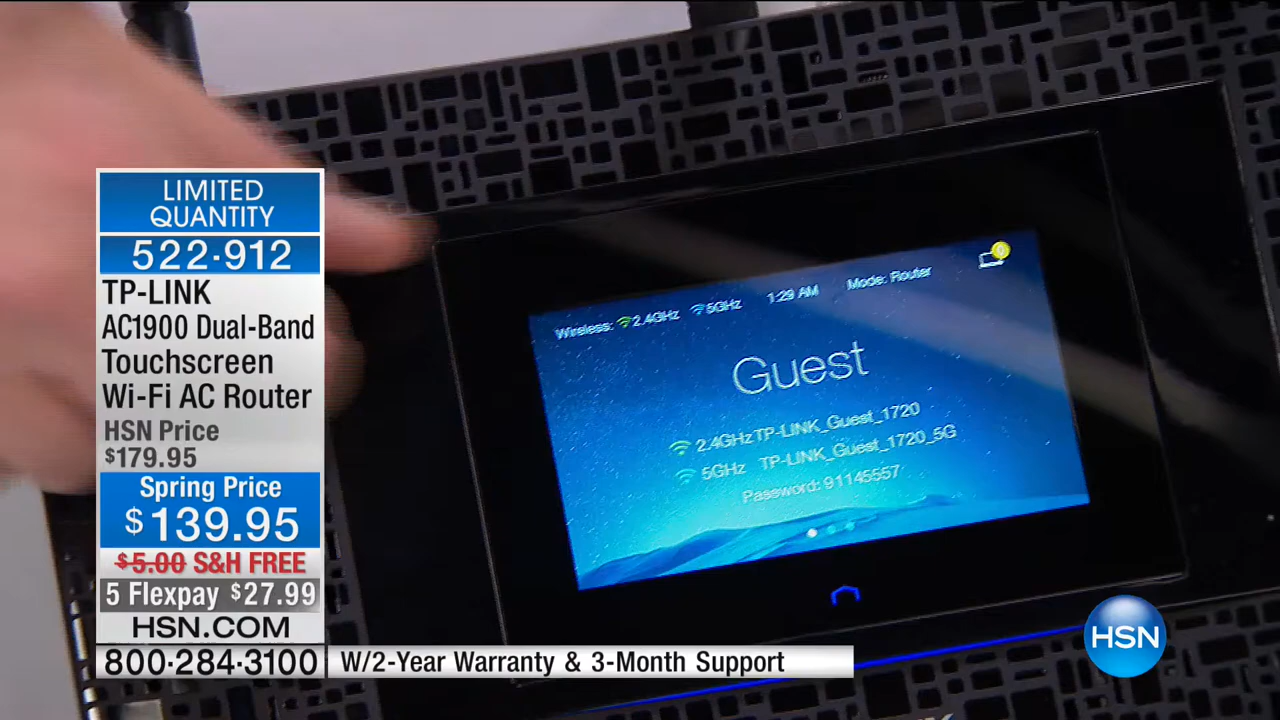 LIMITED
QUANTITY
522·912
TP-LINK
AC1900 Dual-Band
Touchscreen
Wi-Fi AC Router
HSN Price
$179.95
Spring Price
$139.95
$5.00 S&H FREE
5 Flexpay $27.99
HSN.COM
800·284·3100
W/2-Year Warranty & 3-Month Support
Wireless: 2.4GHz 5GHz 1:29 AM Mode: Router
0
Guest
2.4GHz TP-LINK_Guest_1720
5GHz TP-LINK_Guest_1720_5G
Password: 91145557
HSN